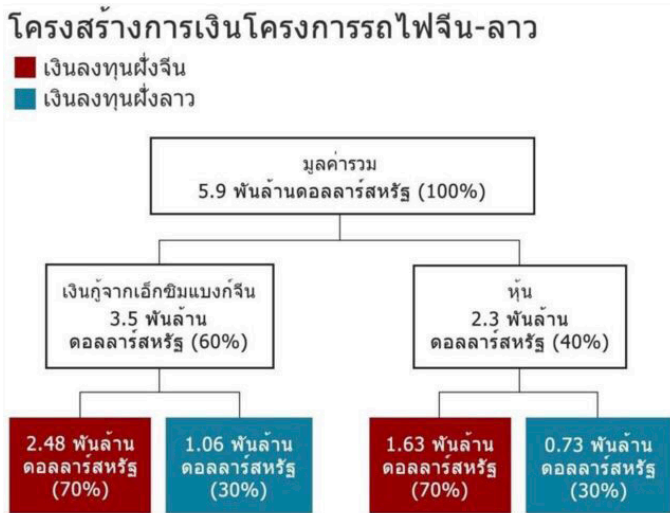 โครงสร้างการเงินโครงการรถไฟจีน-ลาว
เงินลงทุนฝั่งจีน
เงินลงทุนฝั่งลาว
มูลค่ารวม
5.9 พันล้านดอลลาร์สหรัฐ (100%)
เงินกู้จากเอ็กซิมแบงก์จีน
3.5 พันล้าน
ดอลลาร์สหรัฐ (60%)
หุ้น
2.3 พันล้าน
ดอลลาร์สหรัฐ (40%)
2.48 พันล้าน
ดอลลาร์สหรัฐ
(70%)
1.06 พันล้าน
ดอลลาร์สหรัฐ
(30%)
1.63 พันล้าน
ดอลลาร์สหรัฐ
(70%)
0.73 พันล้าน
ดอลลาร์สหรัฐ
(30%)